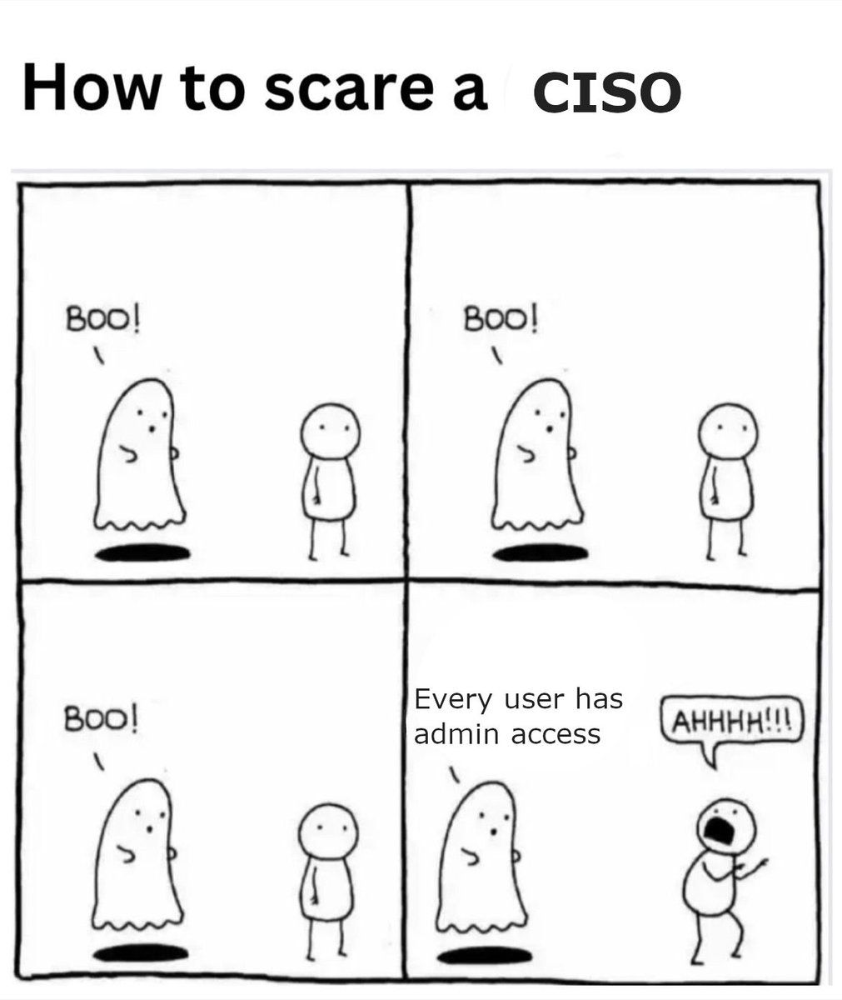 How to scare a CISO
BOO!
BOO!
BOO!
Every user has
admin access
AHHHH!!!